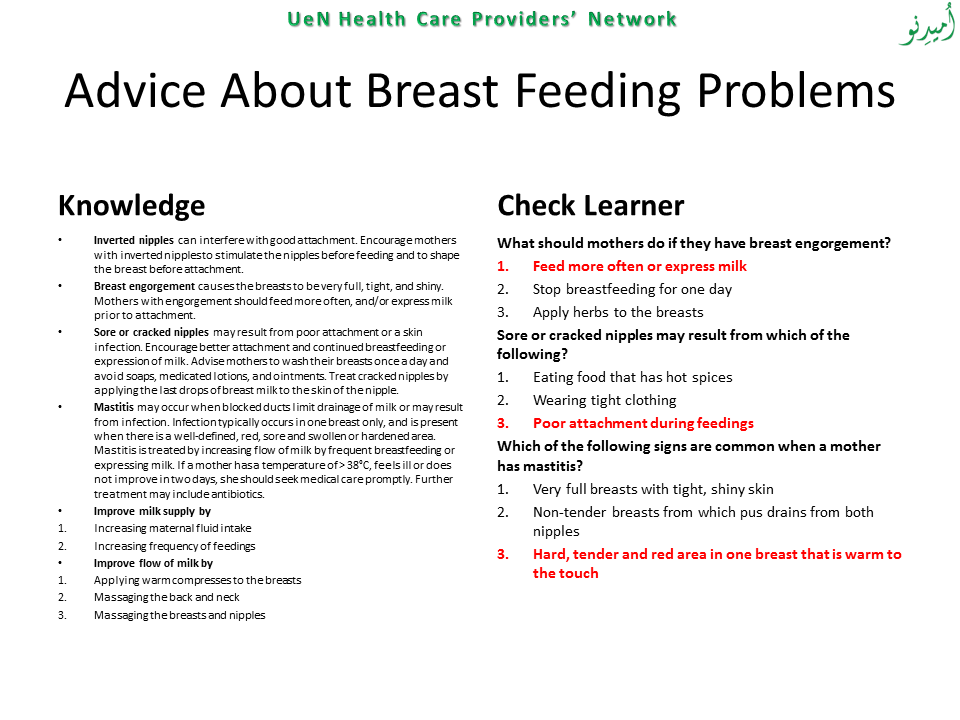 UeN Health Care Providers’ Network
اُميدِنو
Advice About Breast Feeding Problems
Knowledge
• Inverted nipples can interfere with good attachment. Encourage mothers
with inverted nipples to stimulate the nipples before feeding and to shape
the breast before attachment.
• Breast engorgement causes the breasts to be very full, tight, and shiny.
Mothers with engorgement should feed more often, and/or express milk
prior to attachment.
• Sore or cracked nipples may result from poor attachment or a skin
infection. Encourage better attachment and continued breastfeeding or
expression of milk. Advise mothers to wash their breasts once a day and
avoid soaps, medicated lotions, and ointments. Treat cracked nipples by
applying the last drops of breast milk to the skin of the nipple.
• Mastitis may occur when blocked ducts limit drainage of milk or may result
from infection. Infection typically occurs in one breast only, and is present
when there is a well-defined, red, sore and swollen or hardened area.
Mastitis is treated by increasing flow of milk by frequent breastfeeding or
expressing milk. If a mother has a temperature of > 38°C, feels ill or does
not improve in two days, she should seek medical care promptly. Further
treatment may include antibiotics.
• Improve milk supply by
1. Increasing maternal fluid intake
2. Increasing frequency of feedings
• Improve flow of milk by
1. Applying warm compresses to the breasts
2. Massaging the back and neck
3. Massaging the breasts and nipples
Check Learner
What should mothers do if they have breast engorgement?
1. Feed more often or express milk
2. Stop breastfeeding for one day
3. Apply herbs to the breasts
Sore or cracked nipples may result from which of the
following?
1. Eating food that has hot spices
2. Wearing tight clothing
3. Poor attachment during feedings
Which of the following signs are common when a mother
has mastitis?
1. Very full breasts with tight, shiny skin
2. Non-tender breasts from which pus drains from both
nipples
3. Hard, tender and red area in one breast that is warm to
the touch